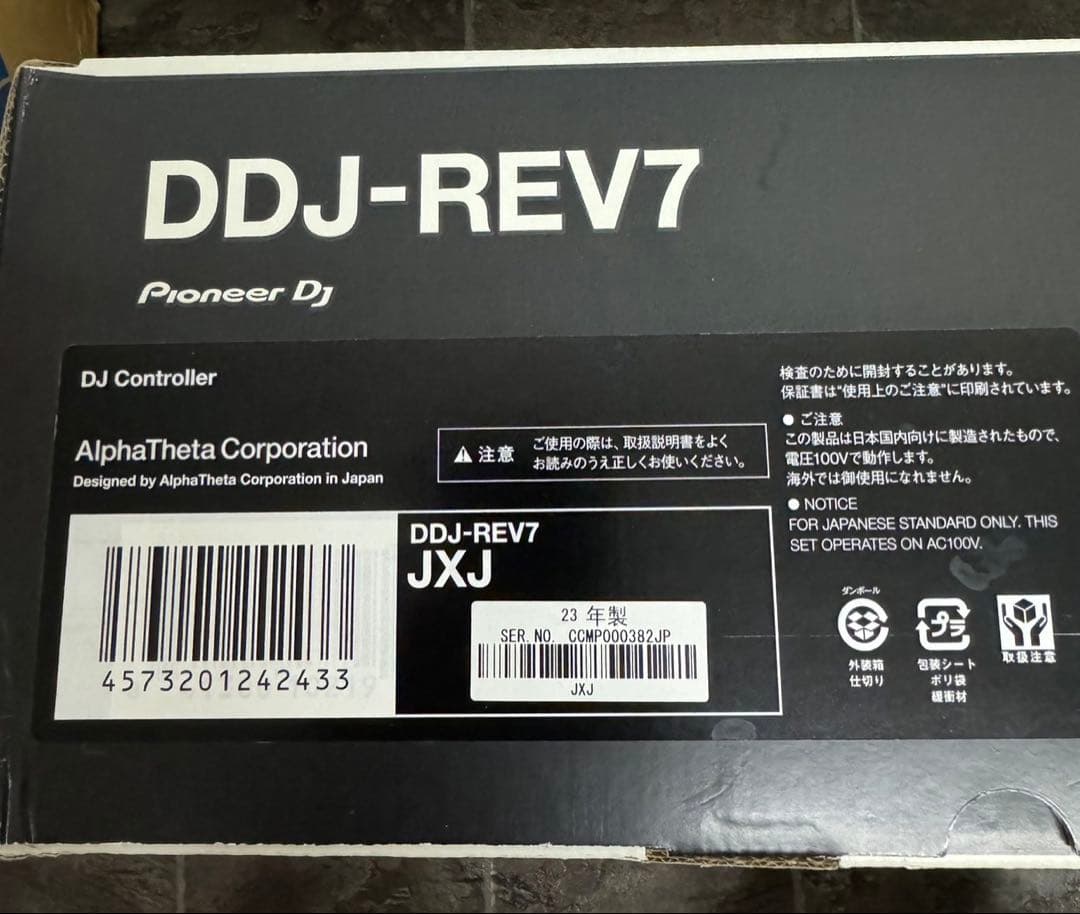 DDJ-REV7
Pioneer Dj
DJ Controller
AlphaTheta Corporation
Designed by AlphaTheta Corporation in Japan
注意
ご使用の際は、取扱説明書をよく
お読みのうえ正しくお使いください。
検査のために開封することがあります。
保証書は"使用上のご注意"に印刷されています。
● ご注意
この製品は日本国内向けに製造されたもので、
電圧100Vで動作します。
海外では御使用になれません。
● NOTICE
FOR JAPANESE STANDARD ONLY. THIS
SET OPERATES ON AC100V.
4573201242433
DDJ-REV7
JXJ
23 年製
SER. NO. CCMP000382JP
JXJ
ダンボール
外装箱
仕切り
プラ
包装シート
ポリ袋
緩衝材
取扱注意